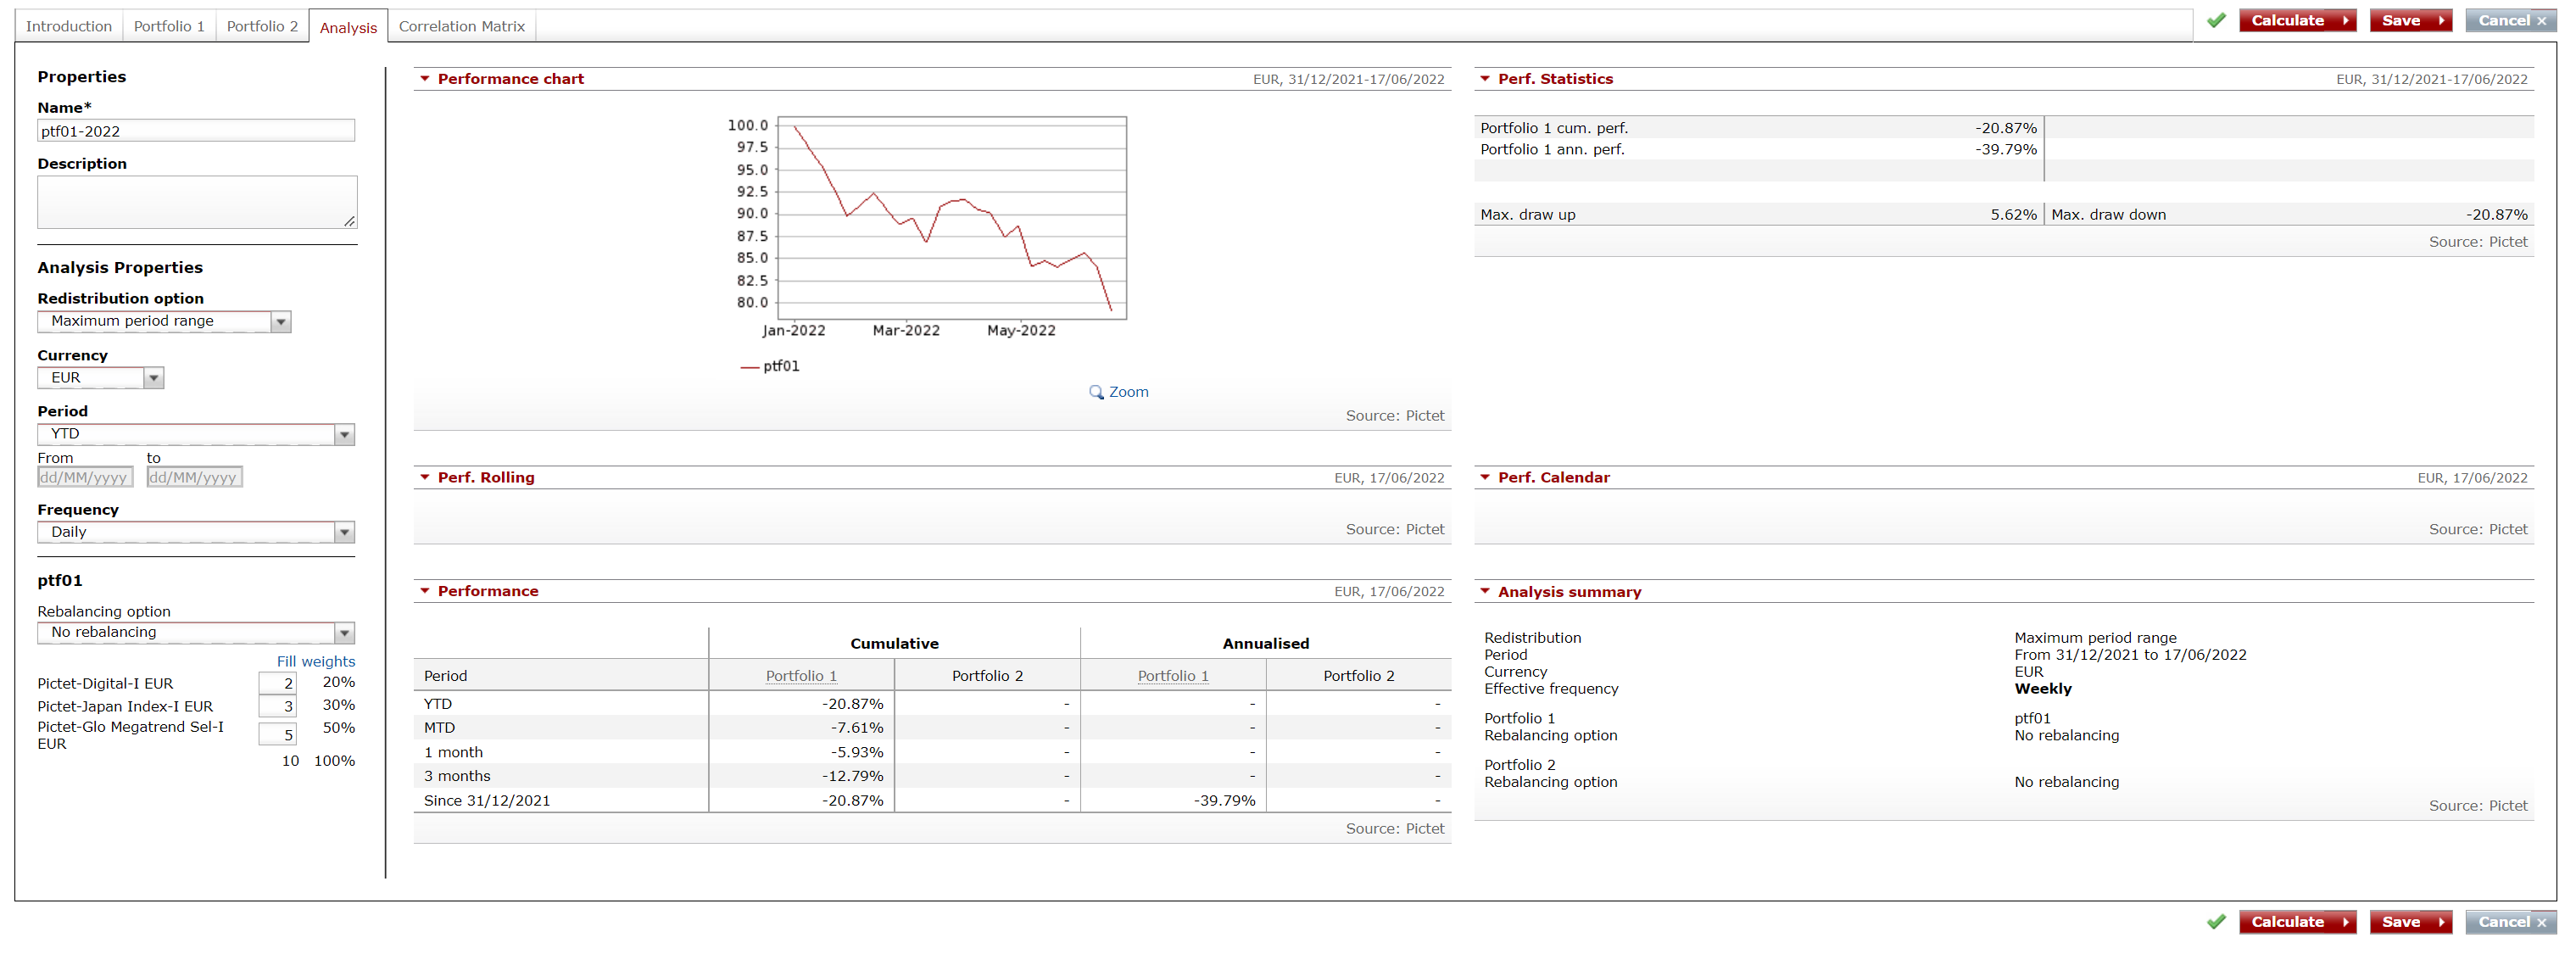 Introduction Portfolio 1 Portfolio 2 Analysis Correlation Matrix Calculate Save Cancel x
Properties
Name*
ptf01-2022
Description
Analysis Properties
Redistribution option
Maximum period range
Currency
EUR
Period
YTD
From to
dd/MM/yyyy dd/MM/yyyy
Frequency
Daily
ptf01
Rebalancing option
No rebalancing
Fill weights
Pictet-Digital-I EUR 2 20%
Pictet-Japan Index-I EUR 3 30%
Pictet-Glo Megatrend Sel-I
EUR 5 50%
10 100%
Performance chart EUR, 31/12/2021-17/06/2022
100.0
97.5
95.0
92.5
90.0
87.5
85.0
82.5
80.0
Jan-2022 Mar-2022 May-2022
ptf01
Zoom
Source: Pictet
Perf. Statistics EUR, 31/12/2021-17/06/2022
Portfolio 1 cum. perf. -20.87%
Portfolio 1 ann. perf. -39.79%
Max. draw up 5.62% Max. draw down -20.87%
Source: Pictet
Perf. Rolling EUR, 17/06/2022
Source: Pictet
Perf. Calendar EUR, 17/06/2022
Source: Pictet
Performance EUR, 17/06/2022
Cumulative Annualised
Period Portfolio 1 Portfolio 2 Portfolio 1 Portfolio 2
YTD -20.87% - - -
MTD -7.61% - - -
1 month -5.93% - - -
3 months -12.79% - - -
Since 31/12/2021 -20.87% - -39.79% -
Source: Pictet
Analysis summary
Redistribution Maximum period range
Period From 31/12/2021 to 17/06/2022
Currency EUR
Effective frequency Weekly
Portfolio 1 ptf01
Rebalancing option No rebalancing
Portfolio 2
Rebalancing option No rebalancing
Source: Pictet
Calculate Save Cancel x